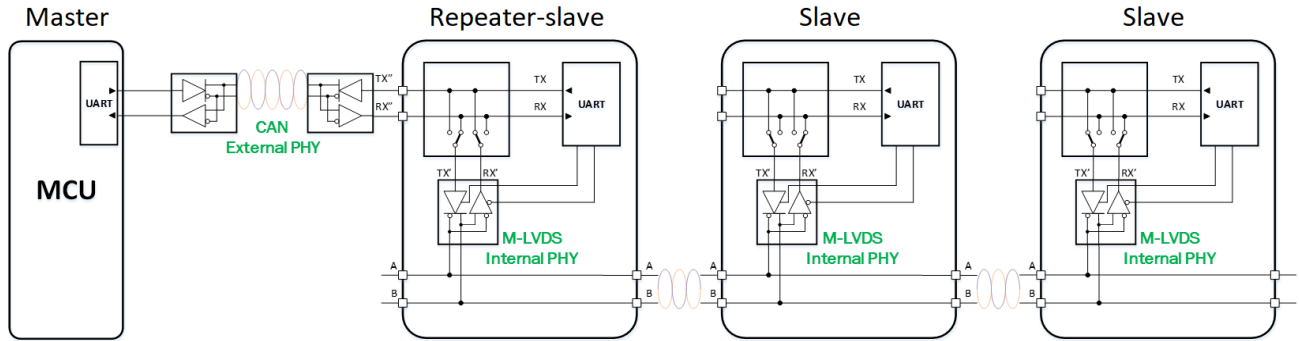 Master
Repeater-slave
Slave
Slave
UART
MCU
CAN
External PHY
TX"
RX"
TX
RX
UART
TX'
RX'
M-LVDS
Internal PHY
A
B
A
B
TX
RX
UART
TX'
RX'
M-LVDS
Internal PHY
A
B
A
B
TX
RX
UART
TX'
RX'
M-LVDS
Internal PHY
A
B